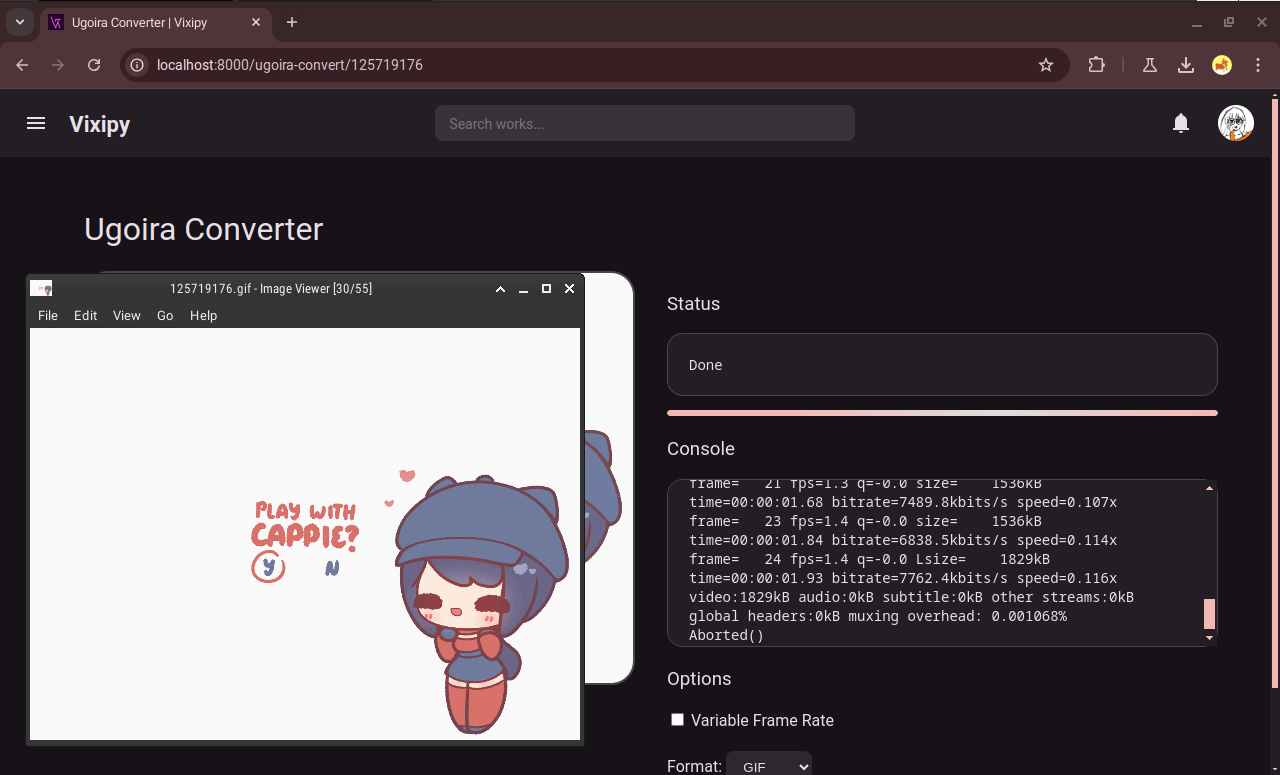 Ugoira Converter | Vixipy
localhost:8000/ugoira-convert/125719176
Vixipy
Search works...
Ugoira Converter
125719176.gif - Image Viewer [30/55]
File Edit View Go Help
PLAY WITH
CAPPIE?
Y N
Status
Done
Console
frame=   21 fps=1.3 q=-0.0 size=    1536kB
time=00:00:01.68 bitrate=7489.8kbits/s speed=0.107x
frame=   23 fps=1.4 q=-0.0 size=    1536kB
time=00:00:01.84 bitrate=6838.5kbits/s speed=0.114x
frame=   24 fps=1.4 q=-0.0 Lsize=    1829kB
time=00:00:01.93 bitrate=7762.4kbits/s speed=0.116x
video:1829kB audio:0kB subtitle:0kB other streams:0kB
global headers:0kB muxing overhead: 0.001068%
Aborted()
Options
Variable Frame Rate
Format: GIF